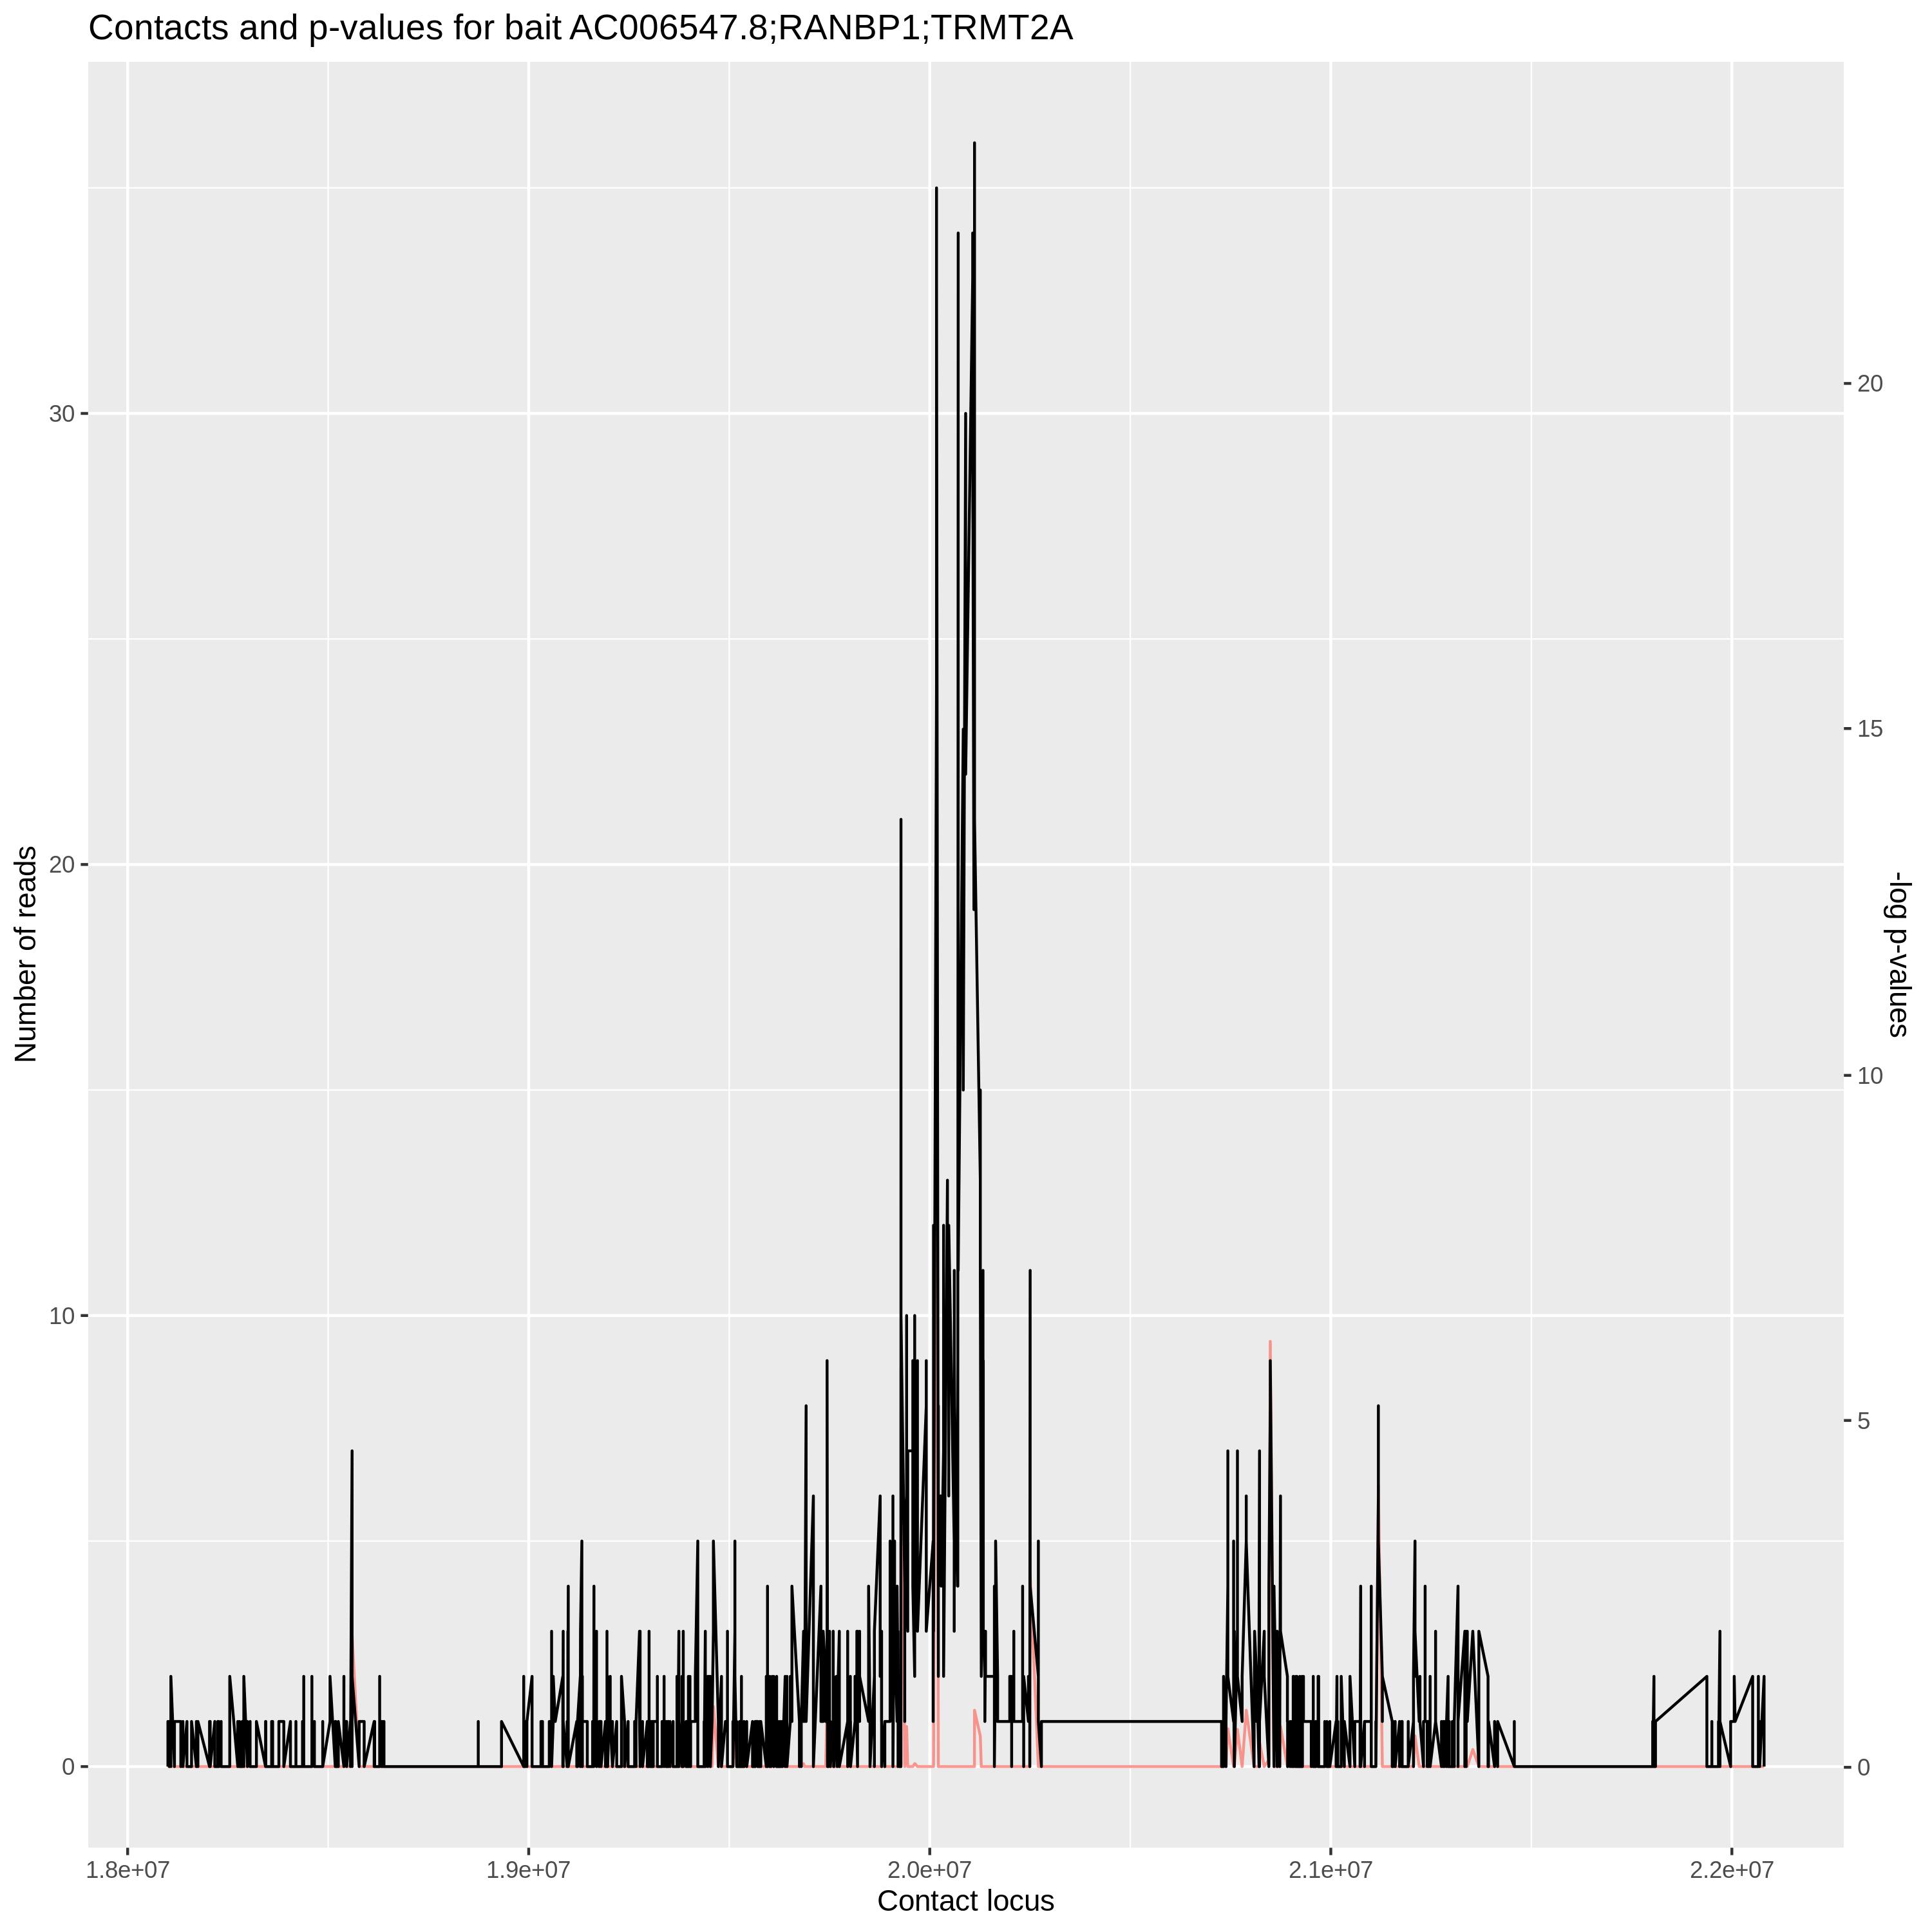 Contacts and p-values for bait AC006547.8;RANBP1;TRMT2A
Number of reads
30
20
10
0
20
15
10
5
0
-log p-values
1.8e+07
1.9e+07
2.0e+07
2.1e+07
2.2e+07
Contact locus